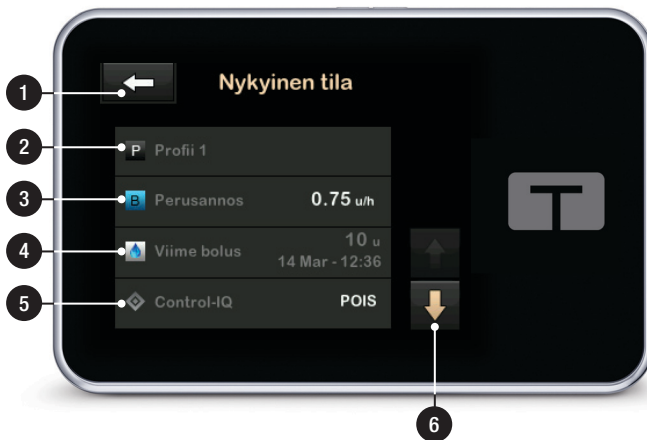 Nykyinen tila
1
2
P Profii 1
3
B Perusannos 0.75 u/h
4
Viime bolus 10 u
14 Mar - 12:36
5
Control-IQ POIS
6
T